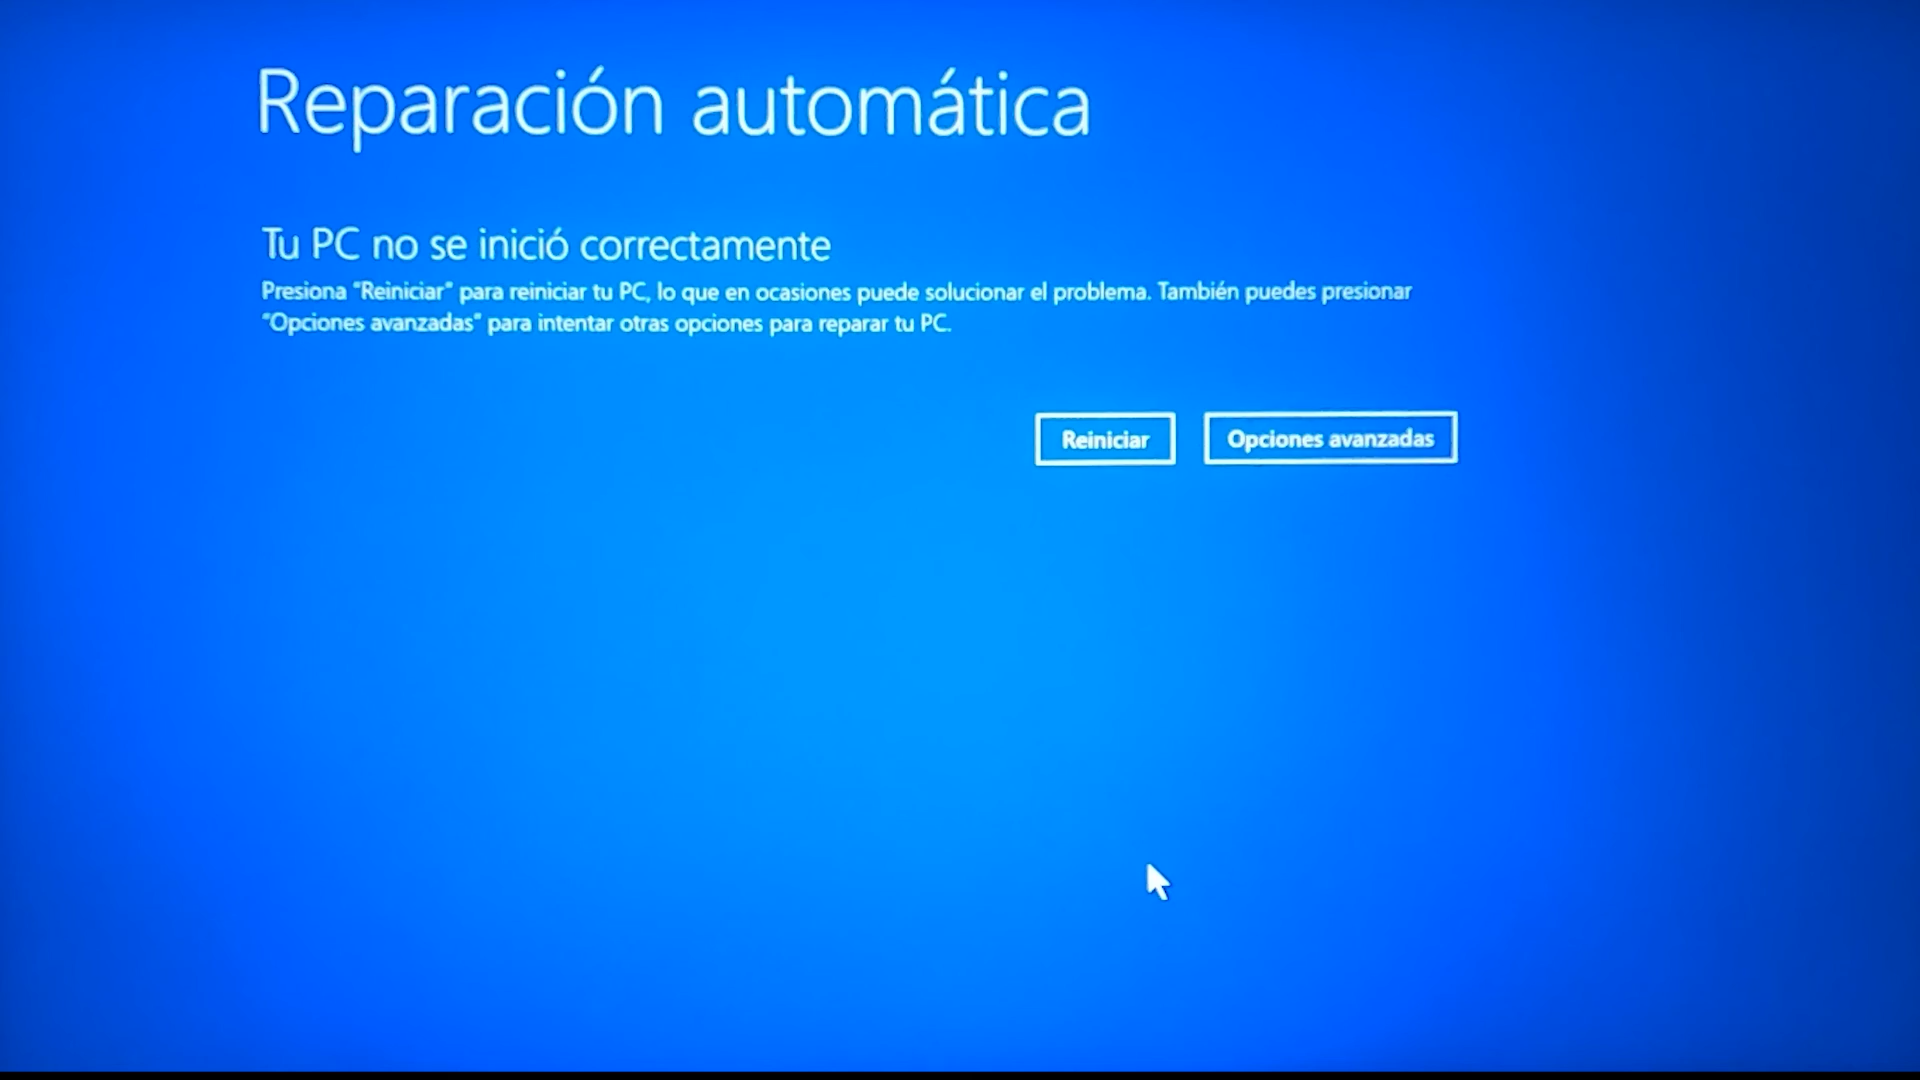 Reparación automática
Tu PC no se inició correctamente
Presiona "Reiniciar" para reiniciar tu PC, lo que en ocasiones puede solucionar el problema. También puedes presionar
"Opciones avanzadas" para intentar otras opciones para reparar tu PC.
Reiniciar
Opciones avanzadas